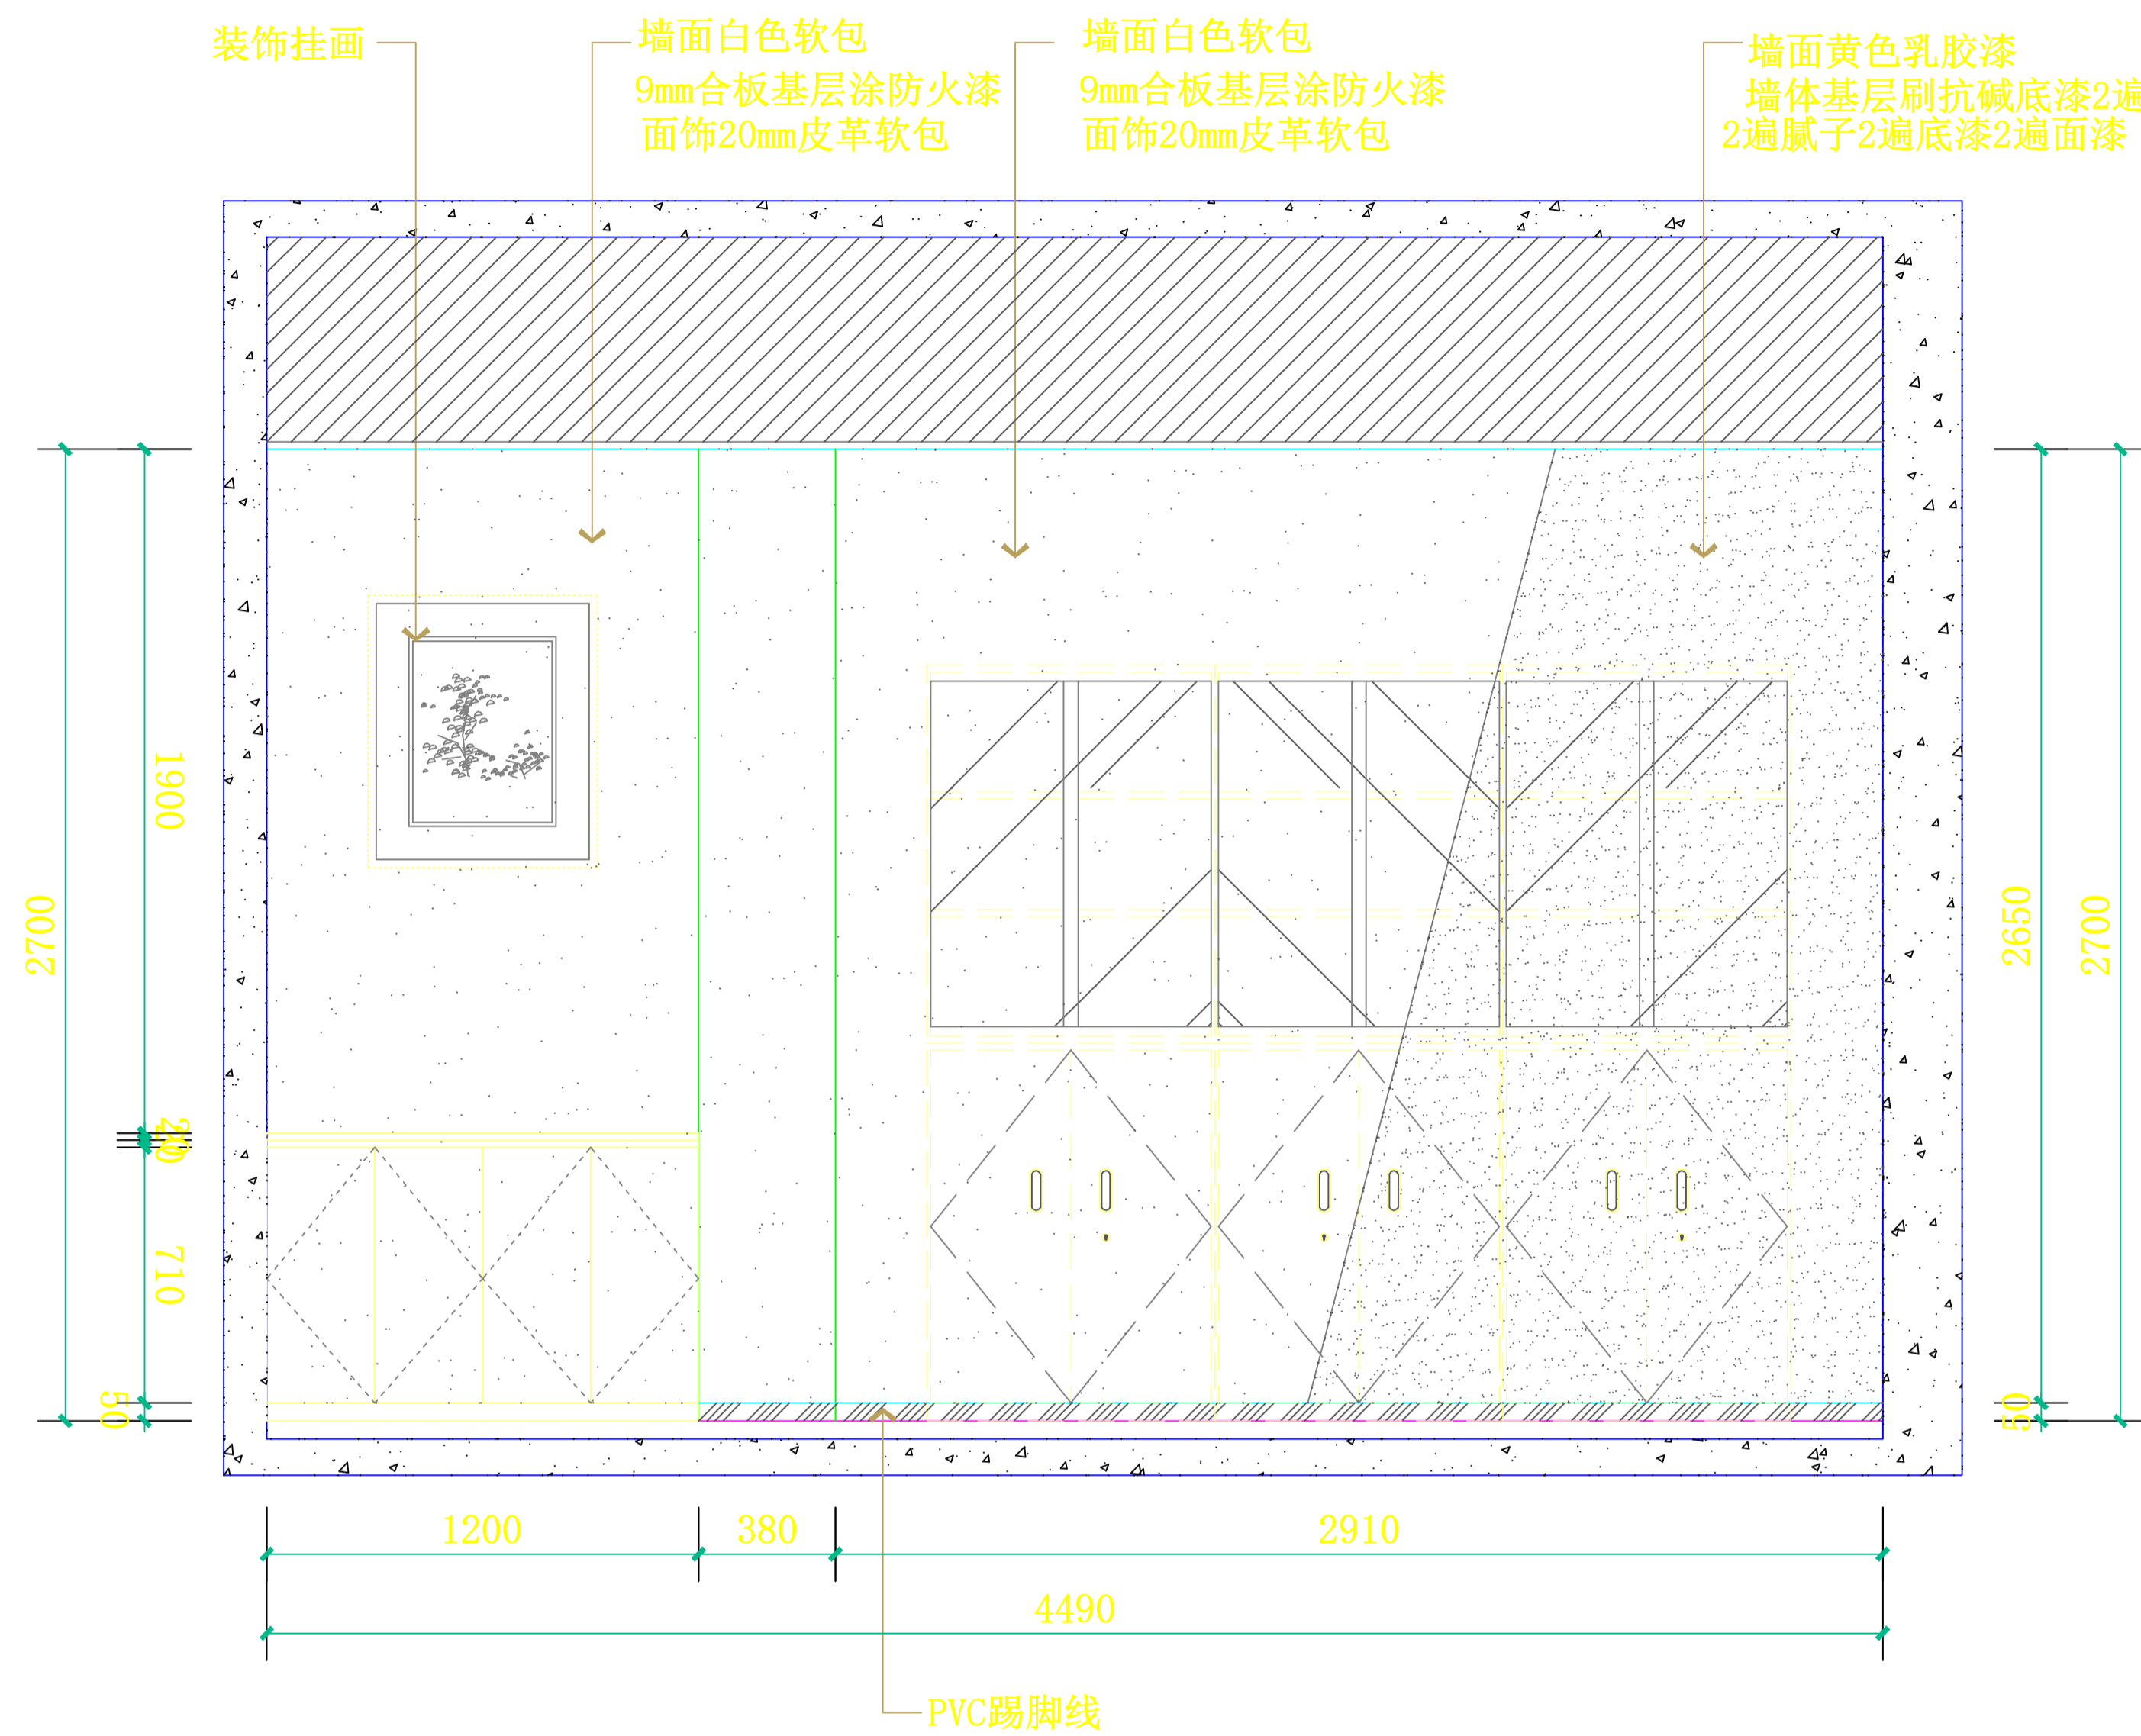 装饰挂画
墙面白色软包
9mm合板基层涂防火漆
面饰20mm皮革软包
墙面白色软包
9mm合板基层涂防火漆
面饰20mm皮革软包
墙面黄色乳胶漆
墙体基层刷抗碱底漆2遍
2遍腻子2遍底漆2遍面漆
2700
1900
710
50
2650
50
2700
1200
380
2910
4490
PVC踢脚线